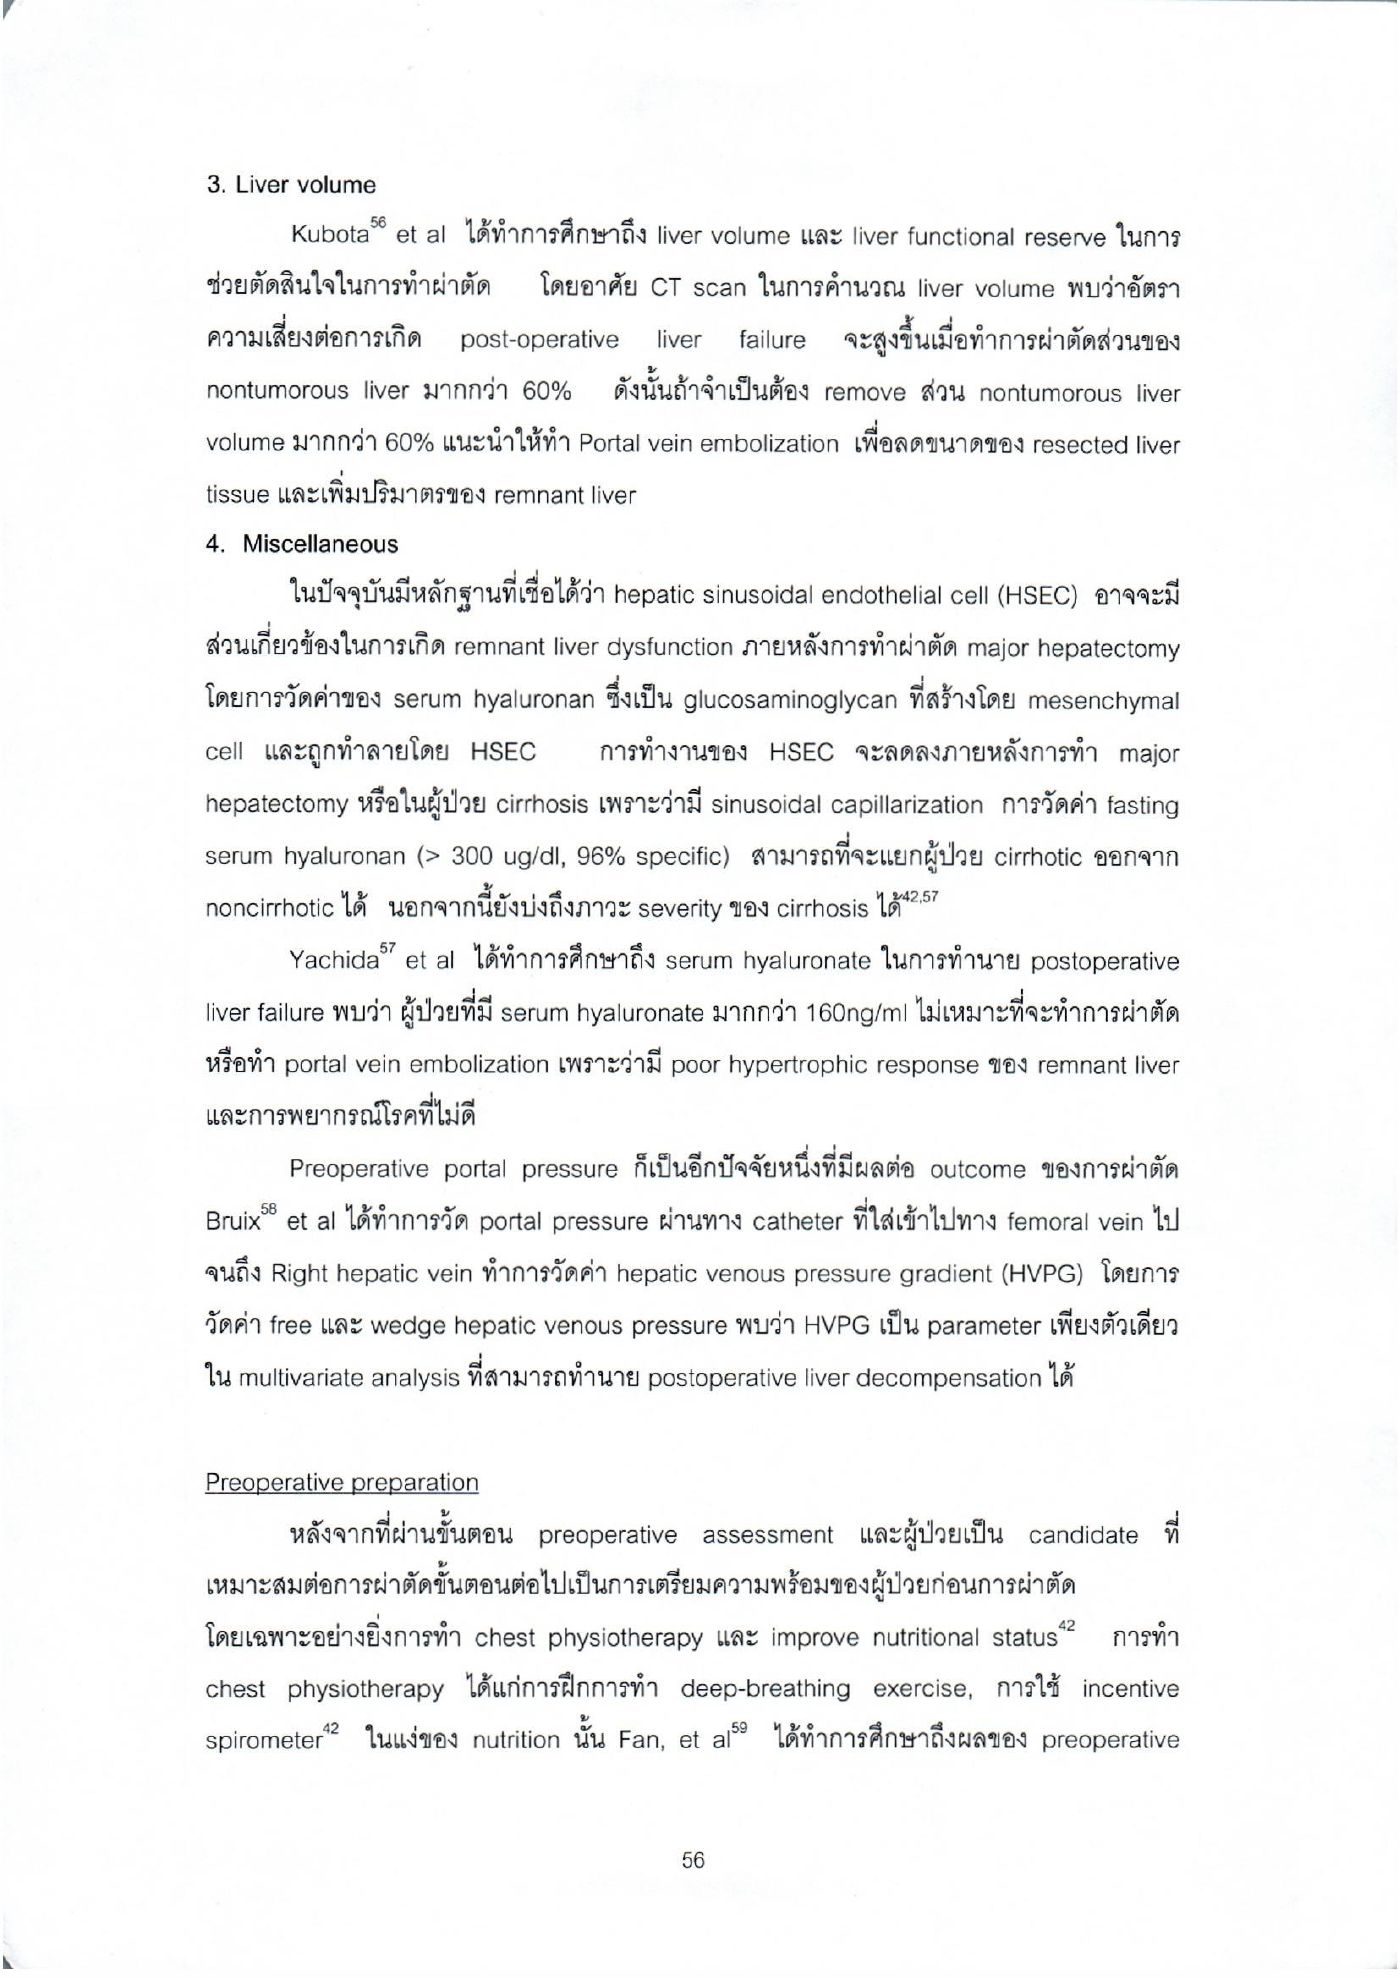 3. Liver volume
Kubota56 et al ได้ทำการศึกษาถึง liver volume และ liver functional reserve ในการ
ช่วยตัดสินใจในการทำผ่าตัด โดยอาศัย CT scan ในการคำนวณ liver volume พบว่าอัตรา
ความเสี่ยงต่อการเกิด post-operative liver failure จะสูงขึ้นเมื่อทำการผ่าตัดส่วนของ
nontumorous liver มากกว่า 60% ดังนั้นถ้าจำเป็นต้อง remove ส่วน nontumorous liver
volume มากกว่า 60% แนะนำให้ทำ Portal vein embolization เพื่อลดขนาดของ resected liver
tissue และเพิ่มปริมาตรของ remnant liver
4. Miscellaneous
ในปัจจุบันมีหลักฐานที่เชื่อได้ว่า hepatic sinusoidal endothelial cell (HSEC) อาจจะมี
ส่วนเกี่ยวข้องในการเกิด remnant liver dysfunction ภายหลังการทำผ่าตัด major hepatectomy
โดยการวัดค่าของ serum hyaluronan ซึ่งเป็น glucosaminoglycan ที่สร้างโดย mesenchymal
cell และถูกทำลายโดย HSEC การทำงานของ HSEC จะลดลงภายหลังการทำ major
hepatectomy หรือในผู้ป่วย cirrhosis เพราะว่ามี sinusoidal capillarization การวัดค่า fasting
serum hyaluronan (> 300 ug/dl, 96% specific) สามารถที่จะแยกผู้ป่วย cirrhotic ออกจาก
noncirrhotic ได้ นอกจากนี้ยังบ่งถึงภาวะ severity ของ cirrhosis ได้42,57
Yachida57 et al ได้ทำการศึกษาถึง serum hyaluronate ในการทำนาย postoperative
liver failure พบว่า ผู้ป่วยที่มี serum hyaluronate มากกว่า 160ng/ml ไม่เหมาะที่จะทำการผ่าตัด
หรือทำ portal vein embolization เพราะว่ามี poor hypertrophic response ของ remnant liver
และการพยากรณ์โรคที่ไม่ดี
Preoperative portal pressure ก็เป็นอีกปัจจัยหนึ่งที่มีผลต่อ outcome ของการผ่าตัด
Bruix58 et al ได้ทำการวัด portal pressure ผ่านทาง catheter ที่ใส่เข้าไปทาง femoral vein ไป
จนถึง Right hepatic vein ทำการวัดค่า hepatic venous pressure gradient (HVPG) โดยการ
วัดค่า free และ wedge hepatic venous pressure พบว่า HVPG เป็น parameter เพียงตัวเดียว
ใน multivariate analysis ที่สามารถทำนาย postoperative liver decompensation ได้
Preoperative preparation
หลังจากที่ผ่านขั้นตอน preoperative assessment และผู้ป่วยเป็น candidate ที่
เหมาะสมต่อการผ่าตัดขั้นตอนต่อไปเป็นการเตรียมความพร้อมของผู้ป่วยก่อนการผ่าตัด
โดยเฉพาะอย่างยิ่งการทำ chest physiotherapy และ improve nutritional status42 การทำ
chest physiotherapy ได้แก่การฝึกการทำ deep-breathing exercise, การใช้ incentive
spirometer42 ในแง่ของ nutrition นั้น Fan, et al59 ได้ทำการศึกษาถึงผลของ preoperative
56